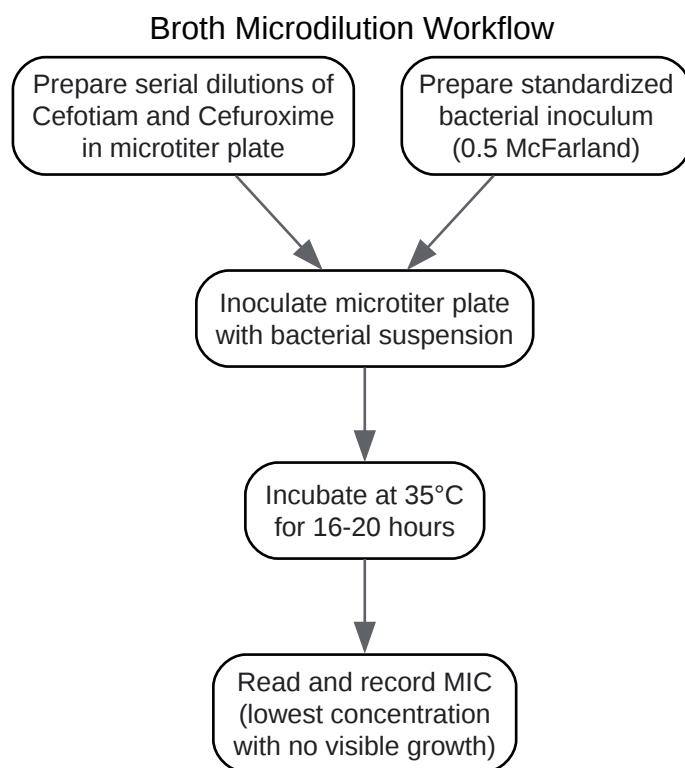 Broth Microdilution Workflow
Prepare serial dilutions of
Cefotiam and Cefuroxime
in microtiter plate
Prepare standardized
bacterial inoculum
(0.5 McFarland)
Inoculate microtiter plate
with bacterial suspension
Incubate at 35°C
for 16-20 hours
Read and record MIC
(lowest concentration
with no visible growth)